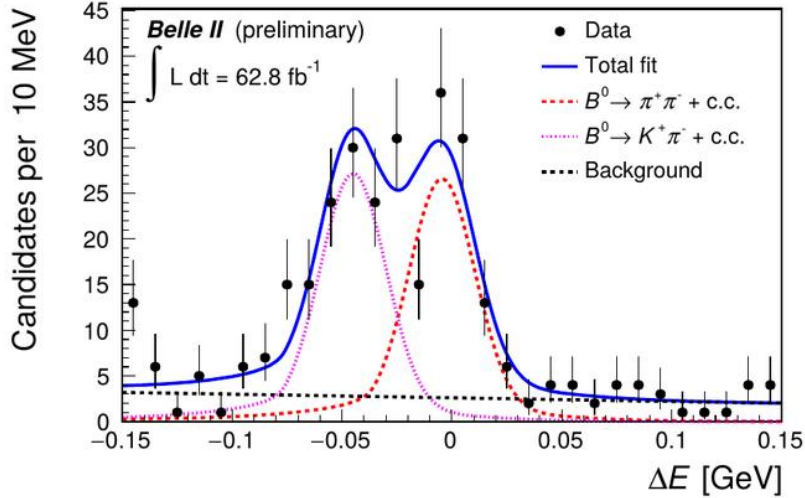 Belle II (preliminary)
∫ L dt = 62.8 fb⁻¹
Data
Total fit
B⁰→ π⁺π⁻ + c.c.
B⁰→ K⁺π⁻ + c.c.
Background
Candidates per 10 MeV
45
40
35
30
25
20
15
10
5
0
−0.15 −0.1 −0.05 0 0.05 0.1 0.15
ΔE [GeV]